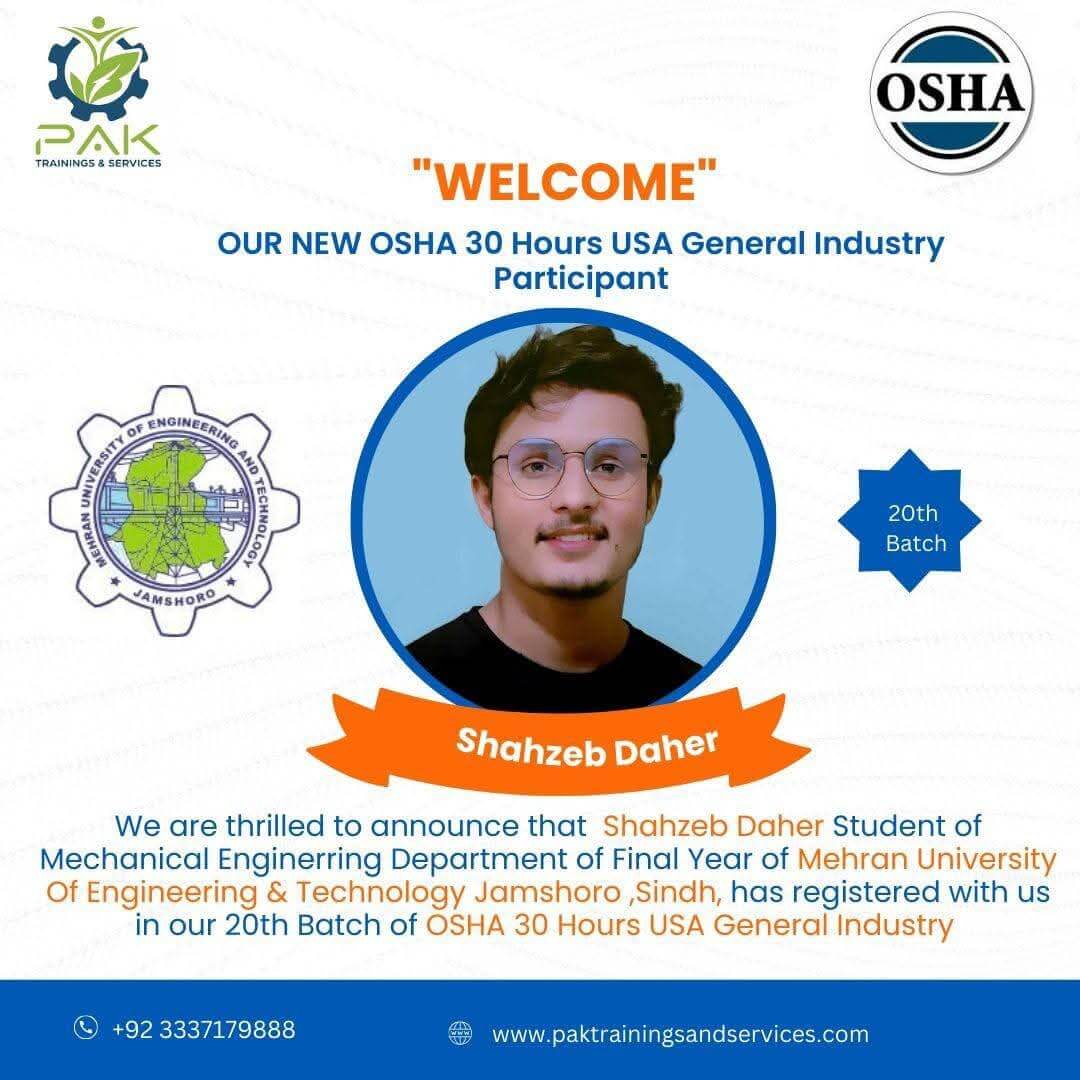 PAK
TRAININGS & SERVICES
OSHA
"WELCOME"
OUR NEW OSHA 30 Hours USA General Industry
Participant
MEHRAN UNIVERSITY OF ENGINEERING AND TECHNOLOGY
JAMSHORO
20th
Batch
Shahzeb Daher
We are thrilled to announce that Shahzeb Daher Student of
Mechanical Enginerring Department of Final Year of Mehran University
Of Engineering & Technology Jamshoro ,Sindh, has registered with us
in our 20th Batch of OSHA 30 Hours USA General Industry
+92 3337179888
www.paktrainingsandservices.com